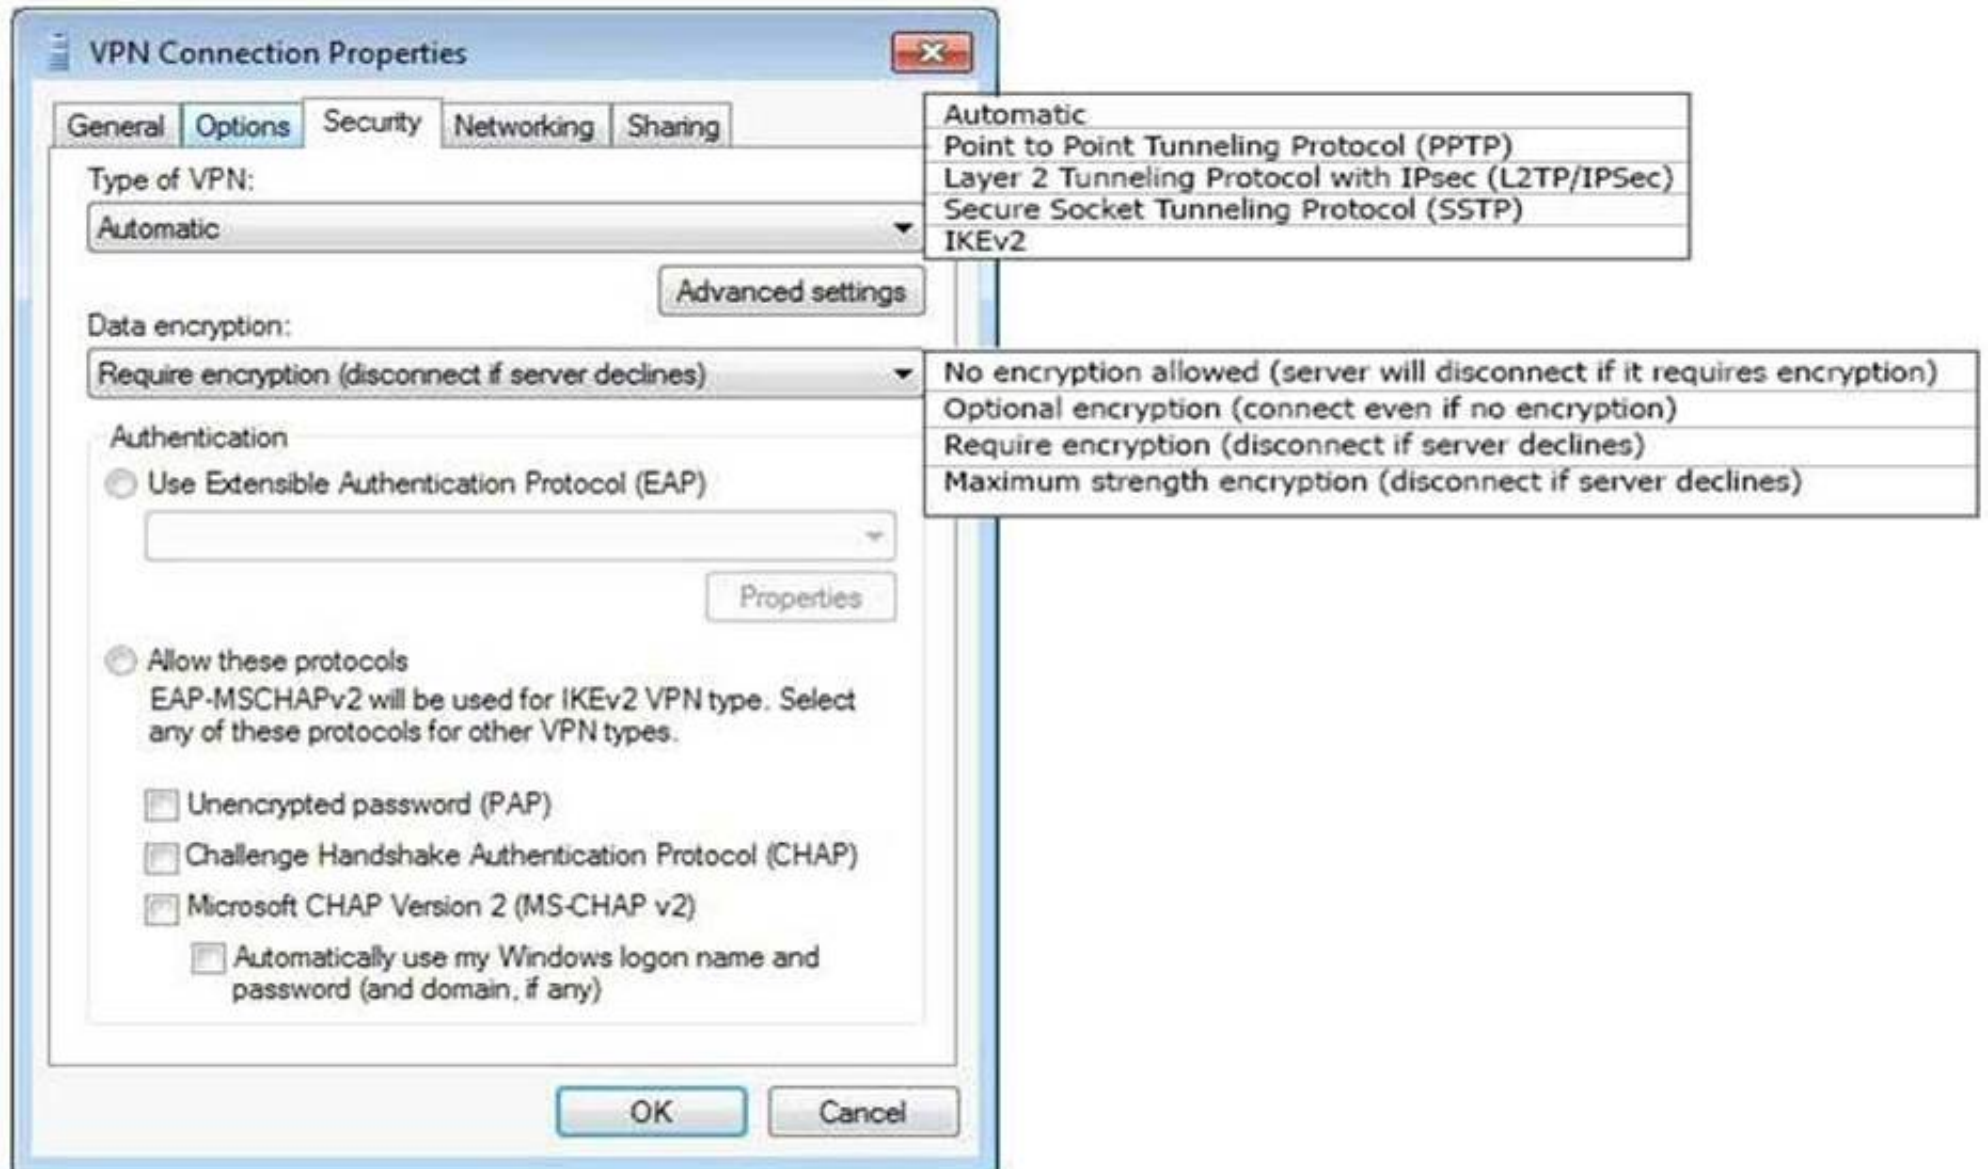 VPN Connection Properties
General Options Security Networking Sharing
Type of VPN:
Automatic
Automatic
Point to Point Tunneling Protocol (PPTP)
Layer 2 Tunneling Protocol with IPsec (L2TP/IPSec)
Secure Socket Tunneling Protocol (SSTP)
IKEv2
Advanced settings
Data encryption:
Require encryption (disconnect if server declines)
No encryption allowed (server will disconnect if it requires encryption)
Optional encryption (connect even if no encryption)
Require encryption (disconnect if server declines)
Maximum strength encryption (disconnect if server declines)
Authentication
Use Extensible Authentication Protocol (EAP)
Properties
Allow these protocols
EAP-MSCHAPv2 will be used for IKEv2 VPN type. Select
any of these protocols for other VPN types.
Unencrypted password (PAP)
Challenge Handshake Authentication Protocol (CHAP)
Microsoft CHAP Version 2 (MS-CHAP v2)
Automatically use my Windows logon name and
password (and domain, if any)
OK Cancel